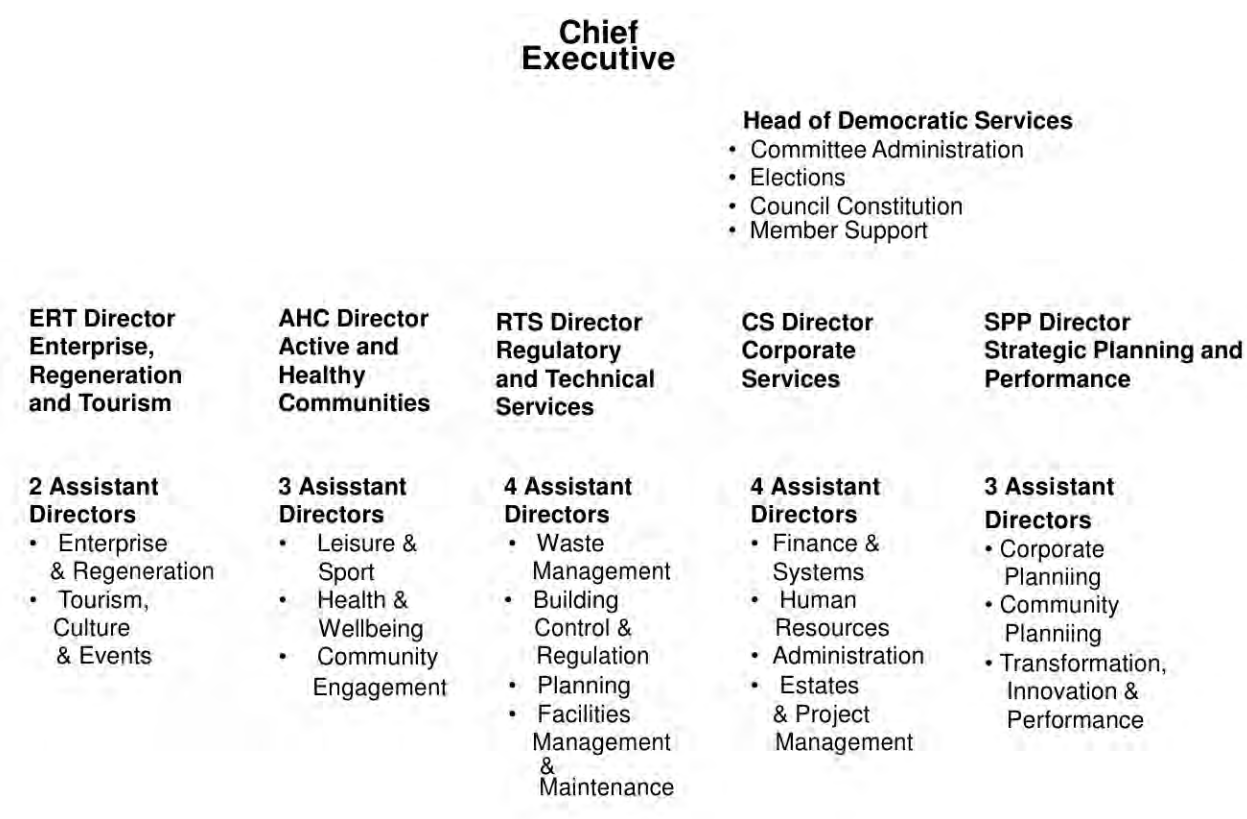 Chief
Executive
Head of Democratic Services
• Committee Administration
• Elections
• Council Constitution
• Member Support
ERT Director
Enterprise,
Regeneration
and Tourism
AHC Director
Active and
Healthy
Communities
RTS Director
Regulatory
and Technical
Services
CS Director
Corporate
Services
SPP Director
Strategic Planning and
Performance
2 Assistant
Directors
• Enterprise
& Regeneration
• Tourism,
Culture
& Events
3 Asisstant
Directors
• Leisure &
Sport
• Health &
Wellbeing
• Community
Engagement
4 Assistant
Directors
• Waste
Management
• Building
Control &
Regulation
• Planning
• Facilities
Management
&
Maintenance
4 Assistant
Directors
• Finance &
Systems
• Human
Resources
• Administration
• Estates
& Project
Management
3 Assistant
Directors
• Corporate
Planniing
• Community
Planniing
• Transformation,
Innovation &
Performance